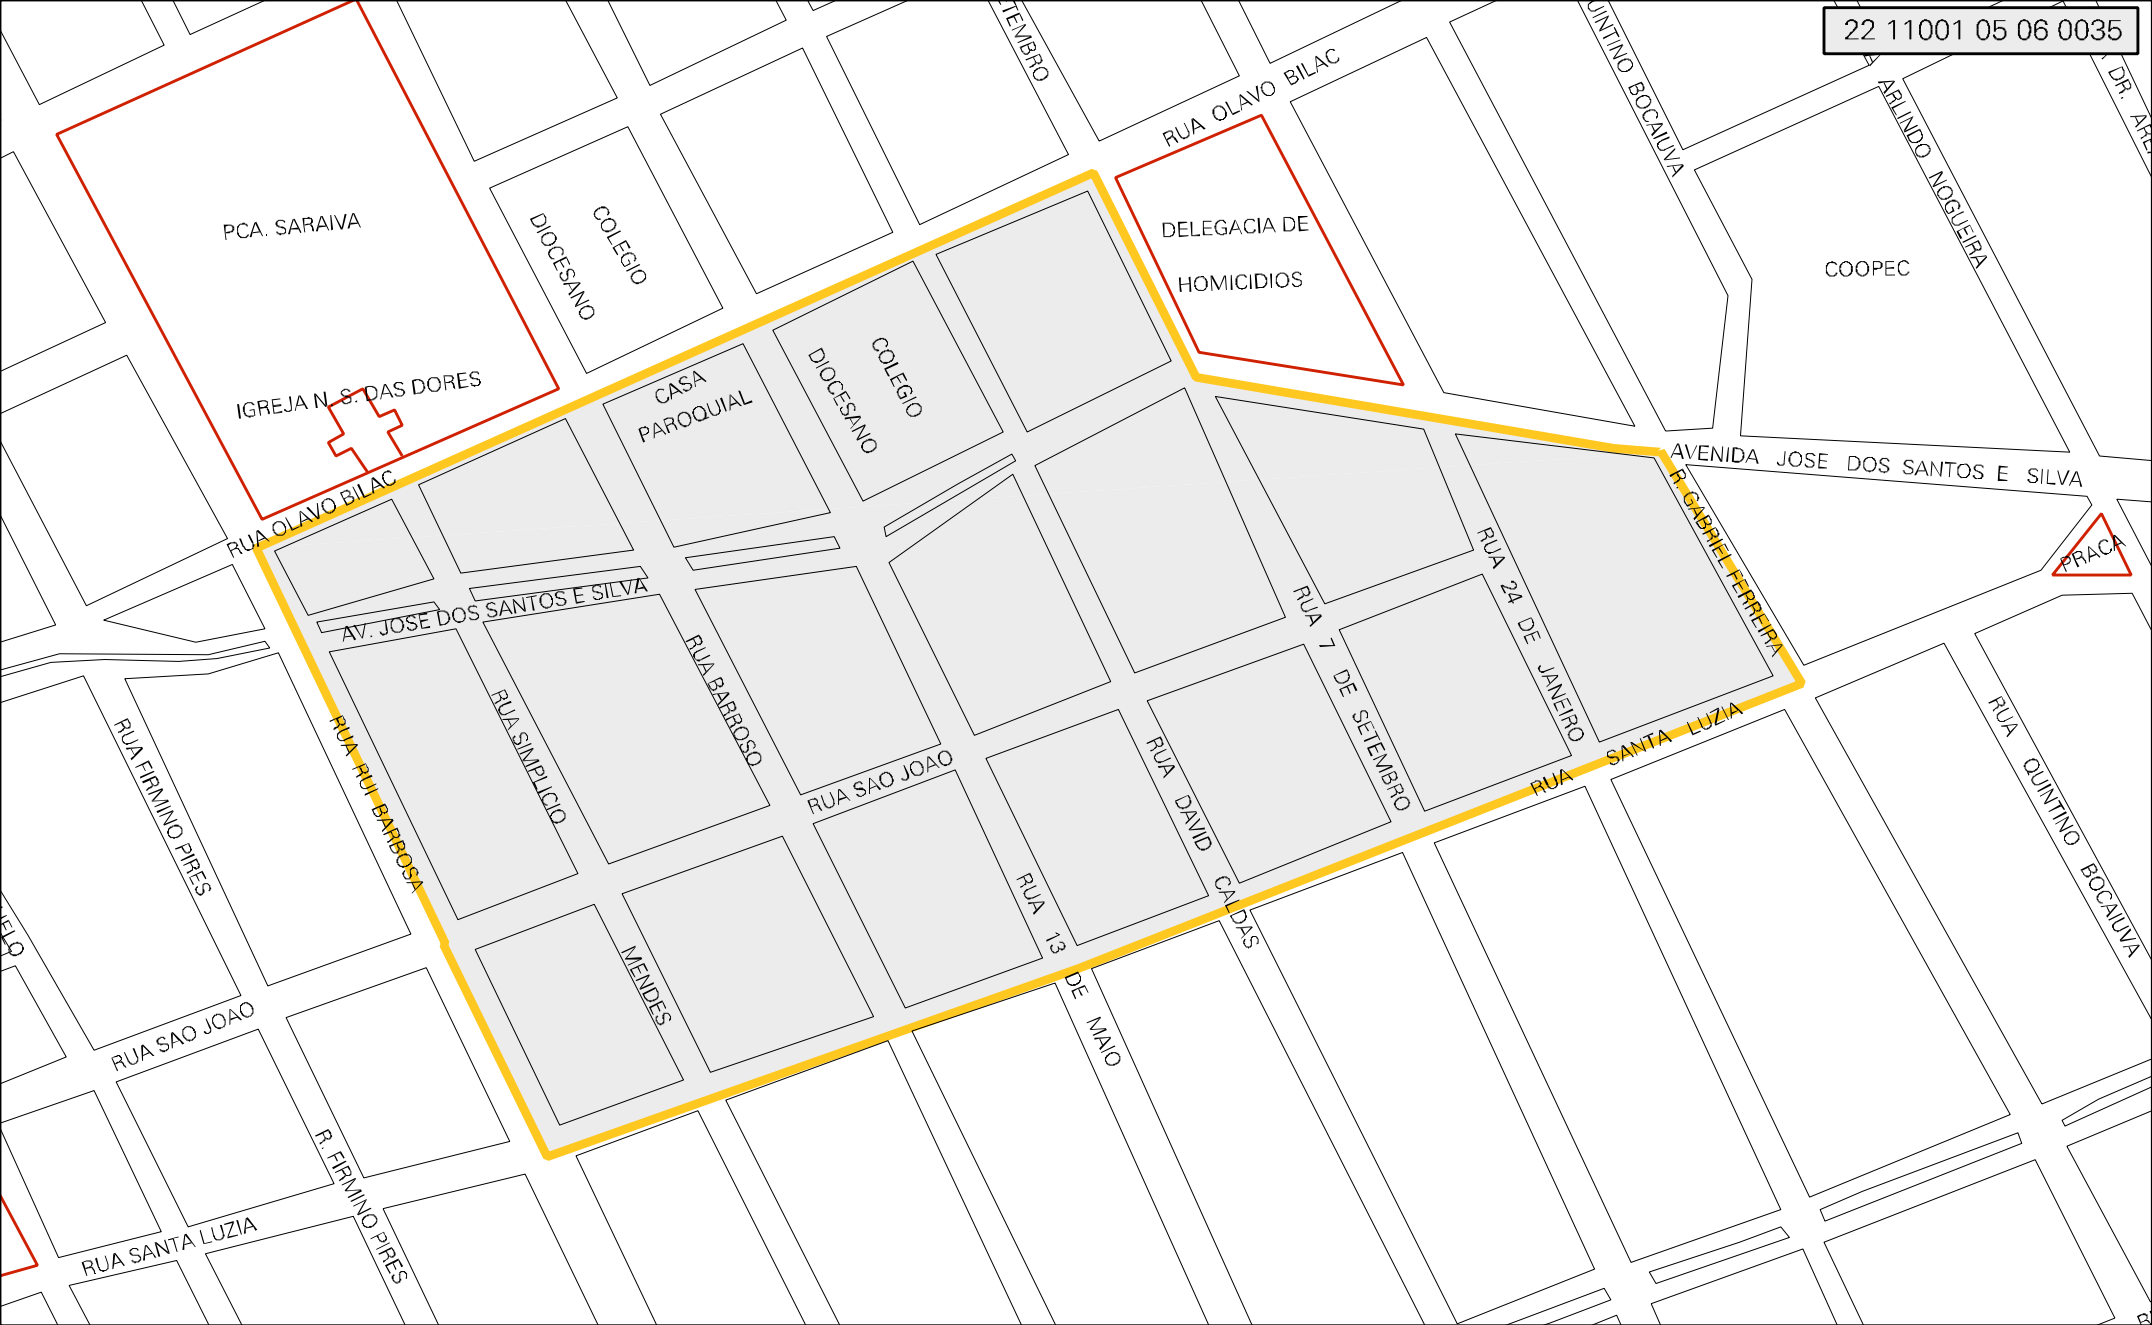 22 11001 05 06 0035
RUA OLAVO BILAC
QUINTINO BOCAIUVA
ARLINDO NOGUEIRA
PCA. SARAIVA
COLEGIO
DIOCESANO
DELEGACIA DE
HOMICIDIOS
COOPEC
IGREJA N. S. DAS DORES
CASA
PAROQUIAL
COLEGIO
DIOCESANO
RUA OLAVO BILAC
AVENIDA JOSE DOS SANTOS E SILVA
R. GABRIEL FERREIRA
PRACA
AV. JOSE DOS SANTOS E SILVA
RUA 24 DE JANEIRO
RUA 7 DE SETEMBRO
RUA BARROSO
RUA SIMPLICIO
MENDES
RUA RUI BARBOSA
RUA FIRMINO PIRES
RUA SAO JOAO
RUA DAVID CALDAS
RUA SANTA LUZIA
RUA QUINTINO BOCAIUVA
RUA 13 DE MAIO
RUA SAO JOAO
R. FIRMINO PIRES
RUA SANTA LUZIA